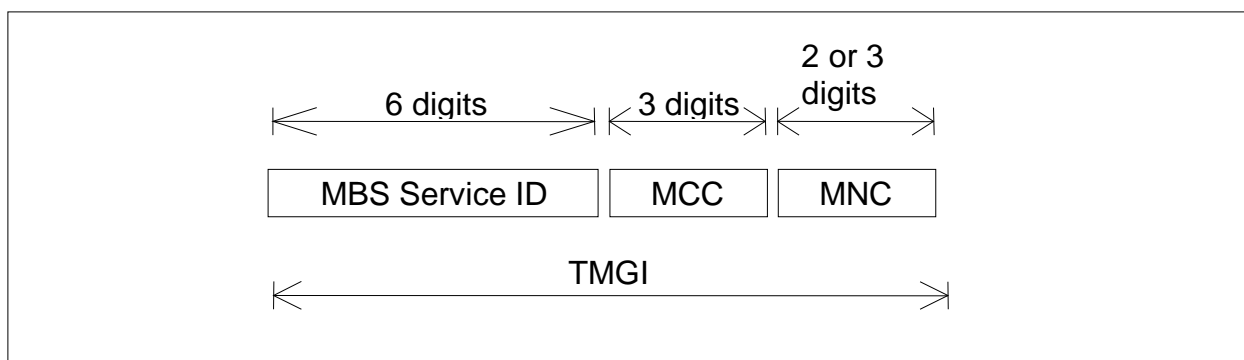 2 or 3
digits
6 digits
3 digits
MBS Service ID
MCC
MNC
TMGI